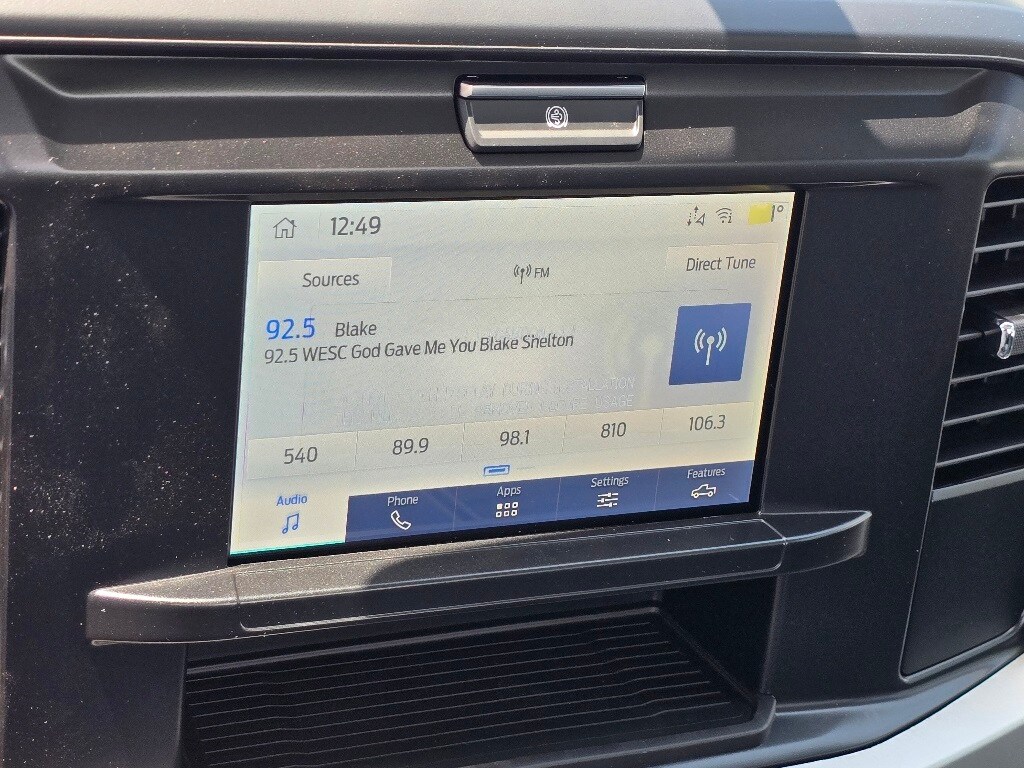 12:49
Sources
FM
Direct Tune
92.5 Blake
92.5 WESC God Gave Me You Blake Shelton
540 89.9 98.1 810 106.3
Audio Phone Apps Settings Features